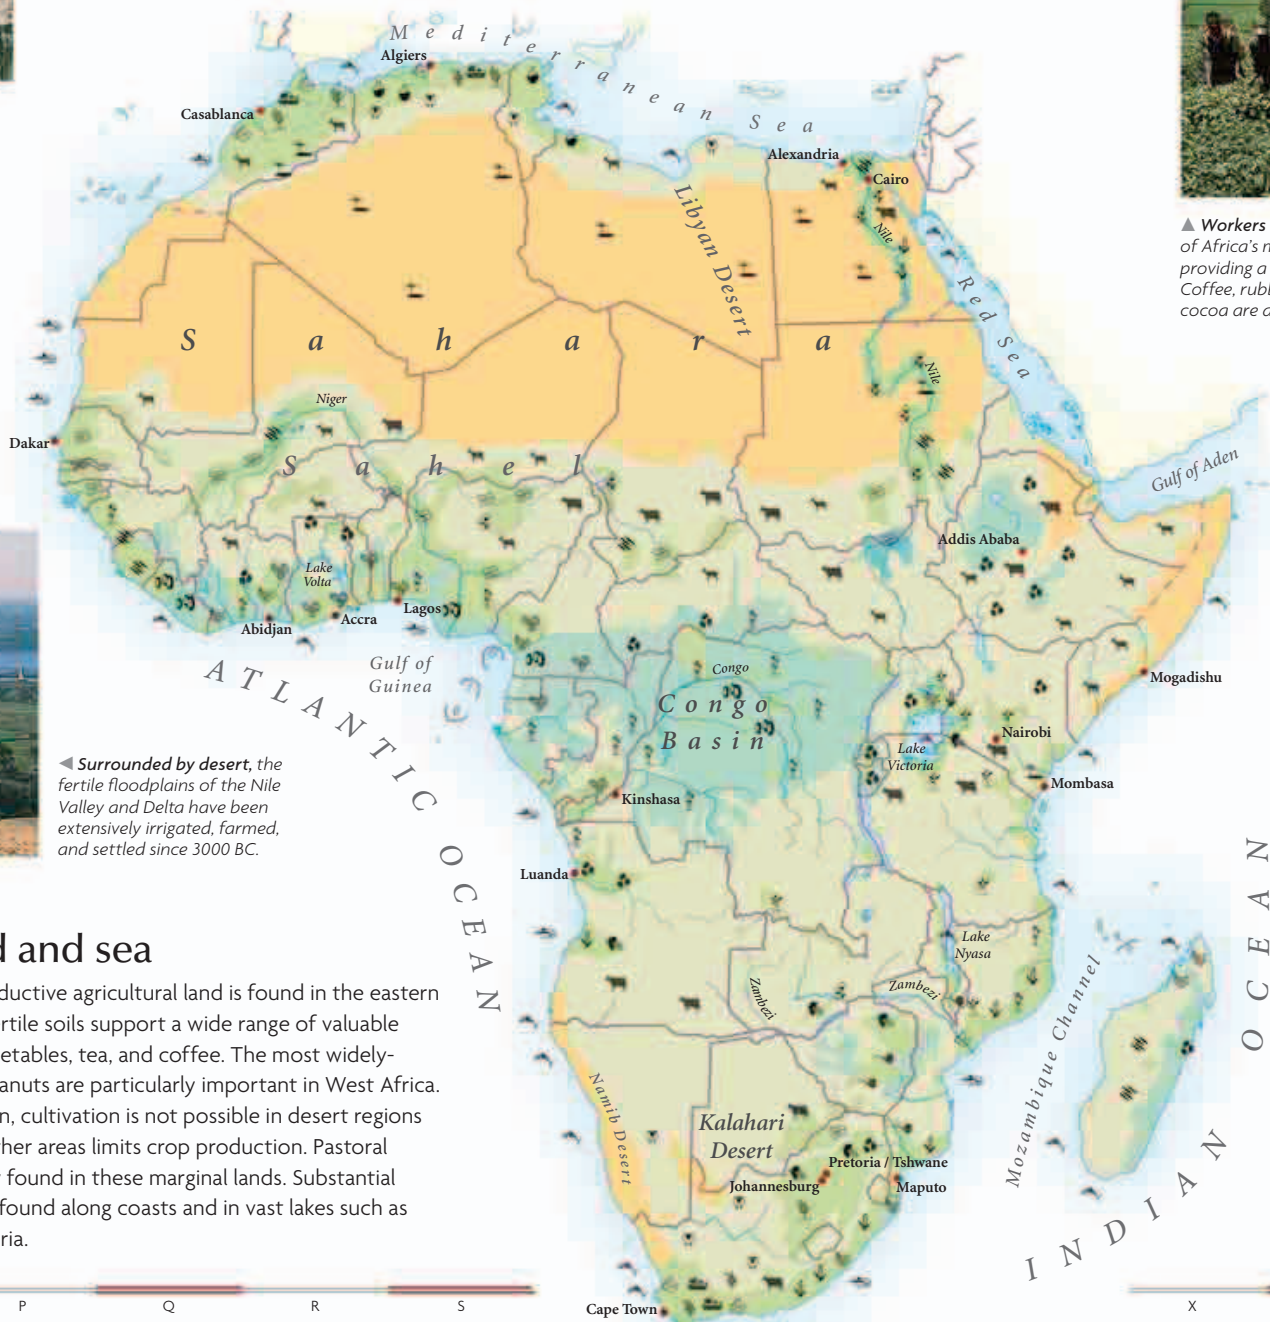 Mediterranean Sea
Algiers
Casablanca
Alexandria
Cairo
Nile
Libyan Desert
Red Sea
Sahara
Nile
Niger
Dakar
Sahel
Gulf of Aden
Addis Ababa
Lake
Volta
Lagos
Accra
Abidjan
Gulf of
Guinea
ATLANTIC OCEAN
Congo
Congo
Basin
Mogadishu
Nairobi
Lake
Victoria
Mombasa
Kinshasa
Luanda
Lake
Nyasa
Zambezi
Zambezi
Mozambique Channel
INDIAN OCEAN
Namib Desert
Kalahari
Desert
Pretoria / Tshwane
Johannesburg
Maputo
Cape Town
▲ Workers
of Africa's
providing a
Coffee,
cocoa are
◀ Surrounded by desert, the
fertile floodplains of the Nile
Valley and Delta have been
extensively irrigated, farmed,
and settled since 3000 BC.
and sea
agricultural land is found in the eastern
soils support a wide range of valuable
tea, and coffee. The most widely-
are particularly important in West Africa.
cultivation is not possible in desert regions
areas limits crop production. Pastoral
found in these marginal lands. Substantial
found along coasts and in vast lakes such as
P
Q
R
S
X